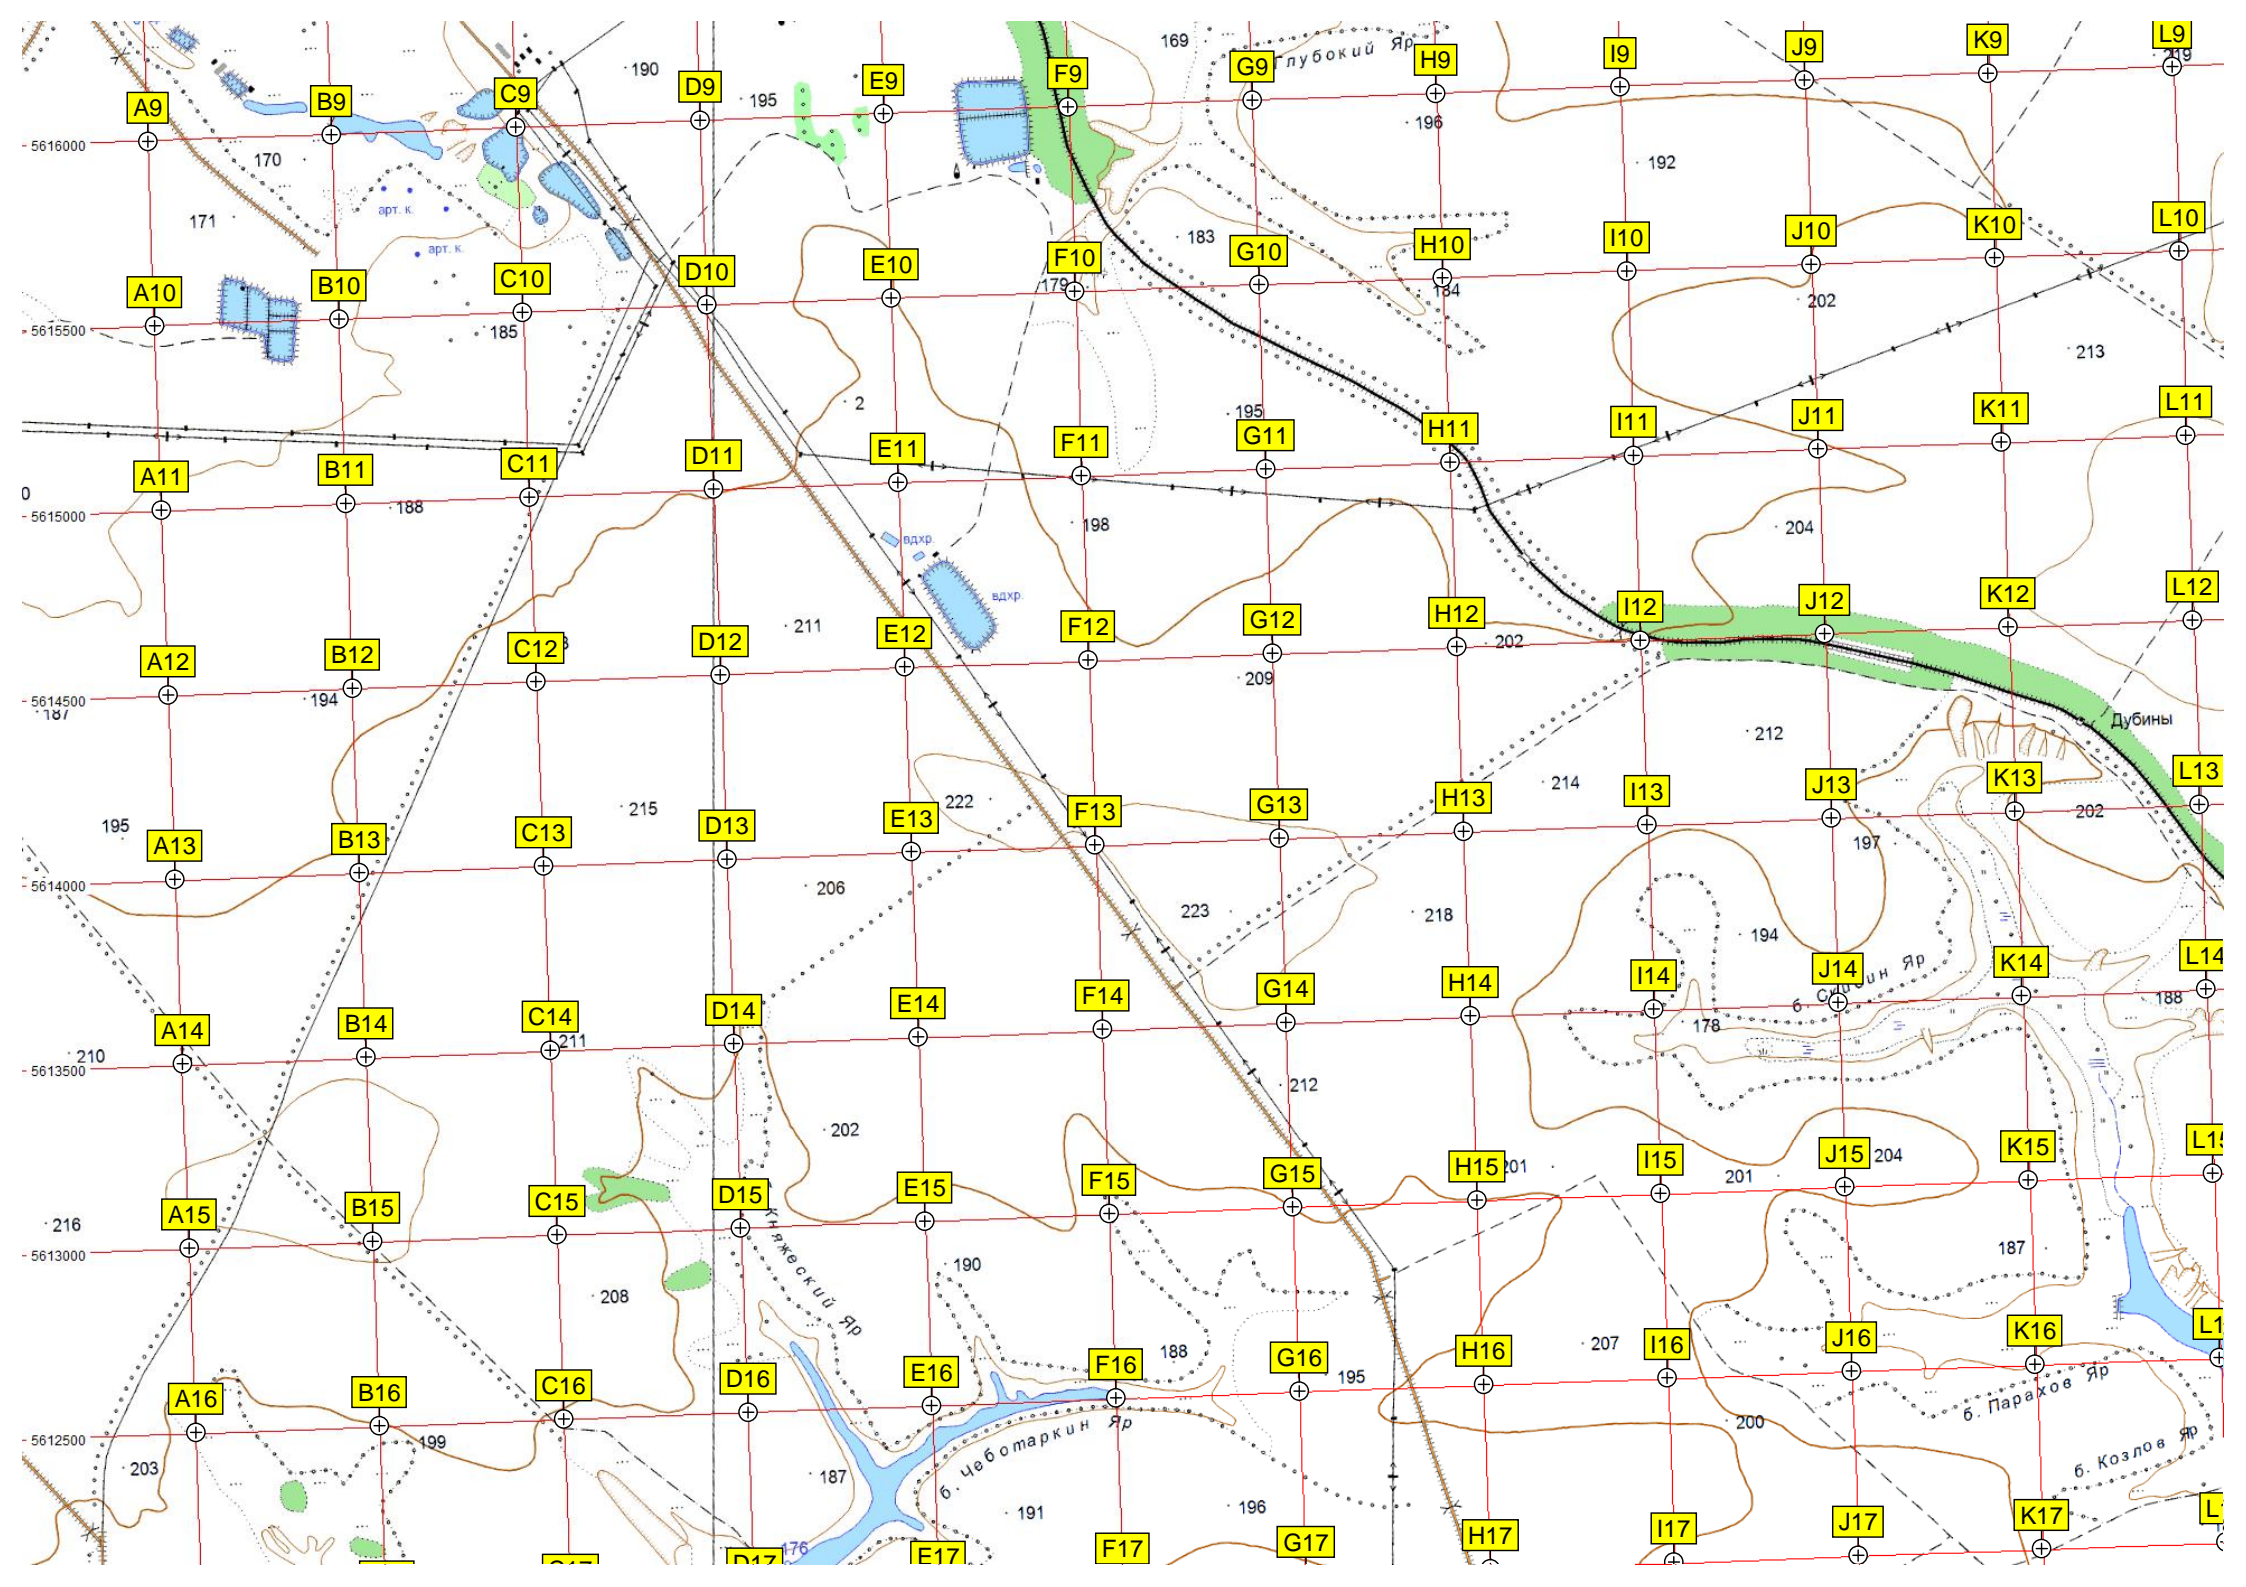 169
Глубокий Яр
L9
K9
J9
I9
H9
G9
F9
E9
D9
C9
B9
A9
190
195
196
192
170
171
5616000
арт. к.
арт. к.
183
L10
K10
J10
I10
H10
G10
F10
E10
D10
C10
B10
A10
179
184
202
213
185
5615500
2
195
L11
K11
J11
I11
H11
G11
F11
E11
D11
C11
B11
A11
0
188
198
204
5615000
вдхр.
вдхр.
L12
K12
J12
I12
H12
G12
F12
E12
D12
C12
B12
A12
211
202
209
194
5614500
187
212
Дубины
L13
K13
J13
I13
H13
G13
F13
E13
D13
C13
B13
A13
214
222
215
195
202
197
206
5614000
223
218
194
б. Скибин Яр
L14
K14
J14
I14
H14
G14
F14
E14
D14
C14
B14
A14
188
178
211
210
5613500
212
202
K15
J15
I15
H15
G15
F15
E15
D15
C15
B15
A15
204
201
201
216
187
5613000
190
Княжеский Яр
208
K16
J16
I16
H16
G16
F16
E16
D16
C16
B16
A16
207
188
195
б. Парахов Яр
200
199
5612500
б. Чеботаркин Яр
б. Козлов Яр
203
187
191
196
K17
J17
I17
H17
G17
F17
E17
D17
176